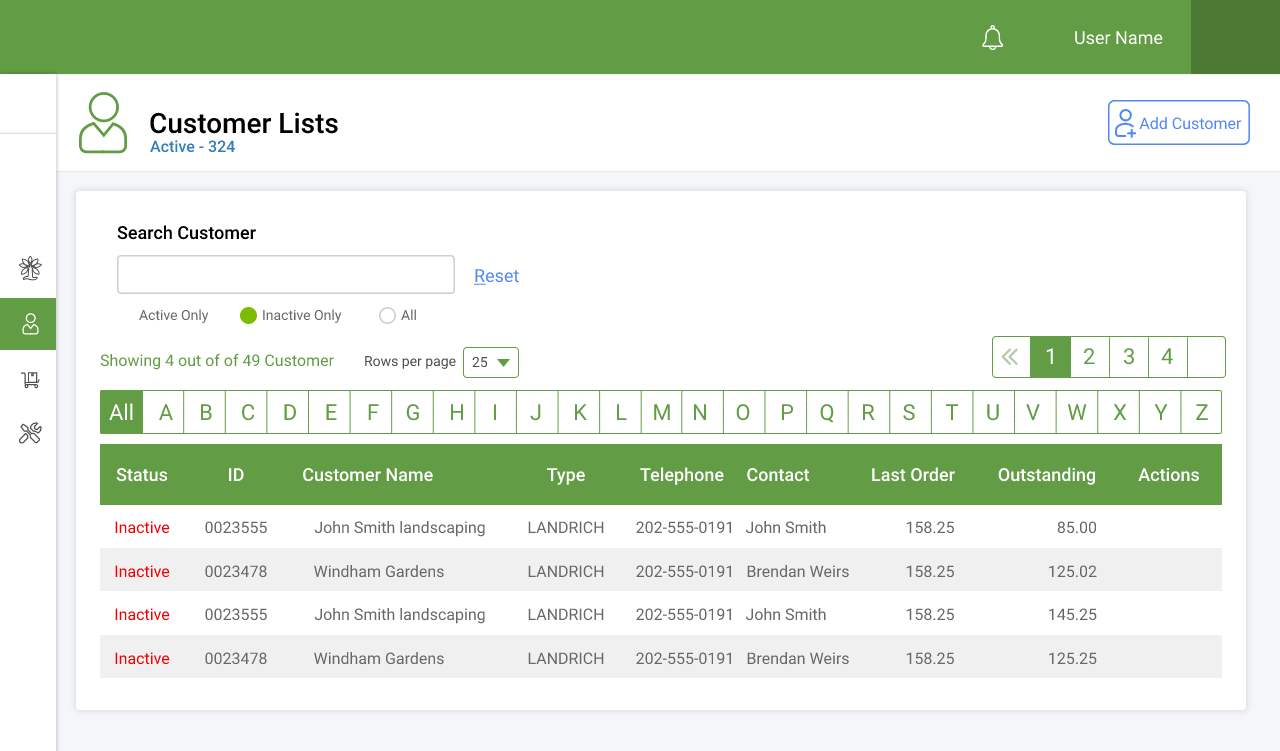 User Name
Customer Lists
Active - 324
Add Customer
Search Customer
Reset
Active Only Inactive Only All
Showing 4 out of of 49 Customer Rows per page 25 « 1 2 3 4
All A B C D E F G H I J K L M N O P Q R S T U V W X Y Z
Status ID Customer Name Type Telephone Contact Last Order Outstanding Actions
Inactive 0023555 John Smith landscaping LANDRICH 202-555-0191 John Smith 158.25 85.00
Inactive 0023478 Windham Gardens LANDRICH 202-555-0191 Brendan Weirs 158.25 125.02
Inactive 0023555 John Smith landscaping LANDRICH 202-555-0191 John Smith 158.25 145.25
Inactive 0023478 Windham Gardens LANDRICH 202-555-0191 Brendan Weirs 158.25 125.25